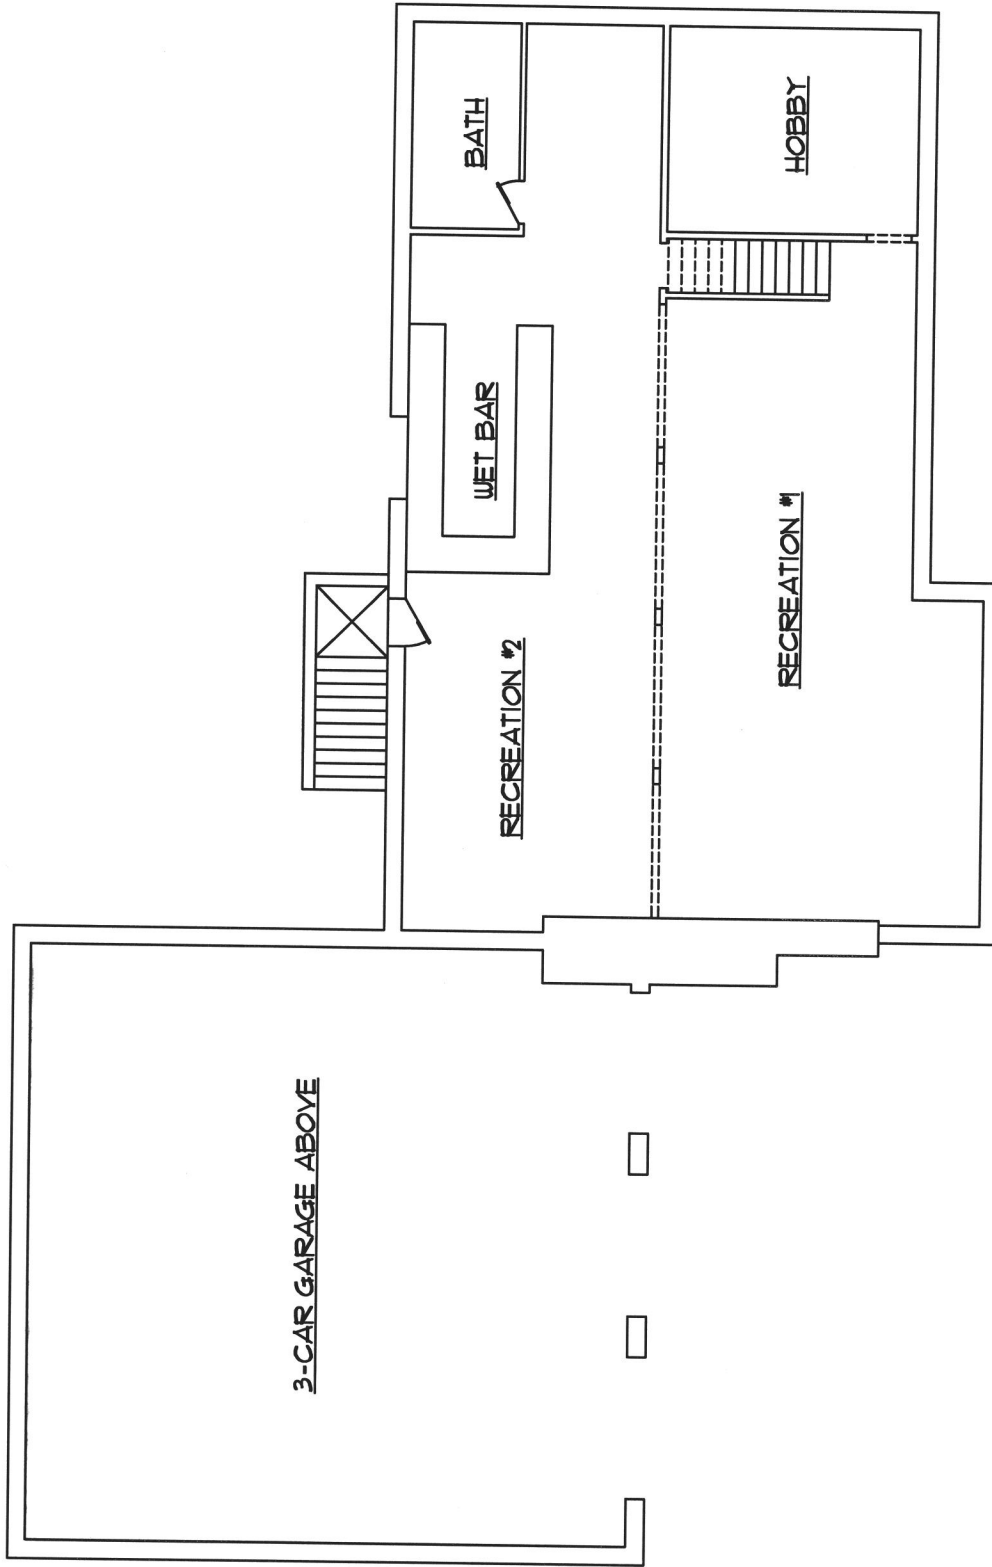 BATH
HOBBY
WET BAR
RECREATION #1
RECREATION #2
3-CAR GARAGE ABOVE